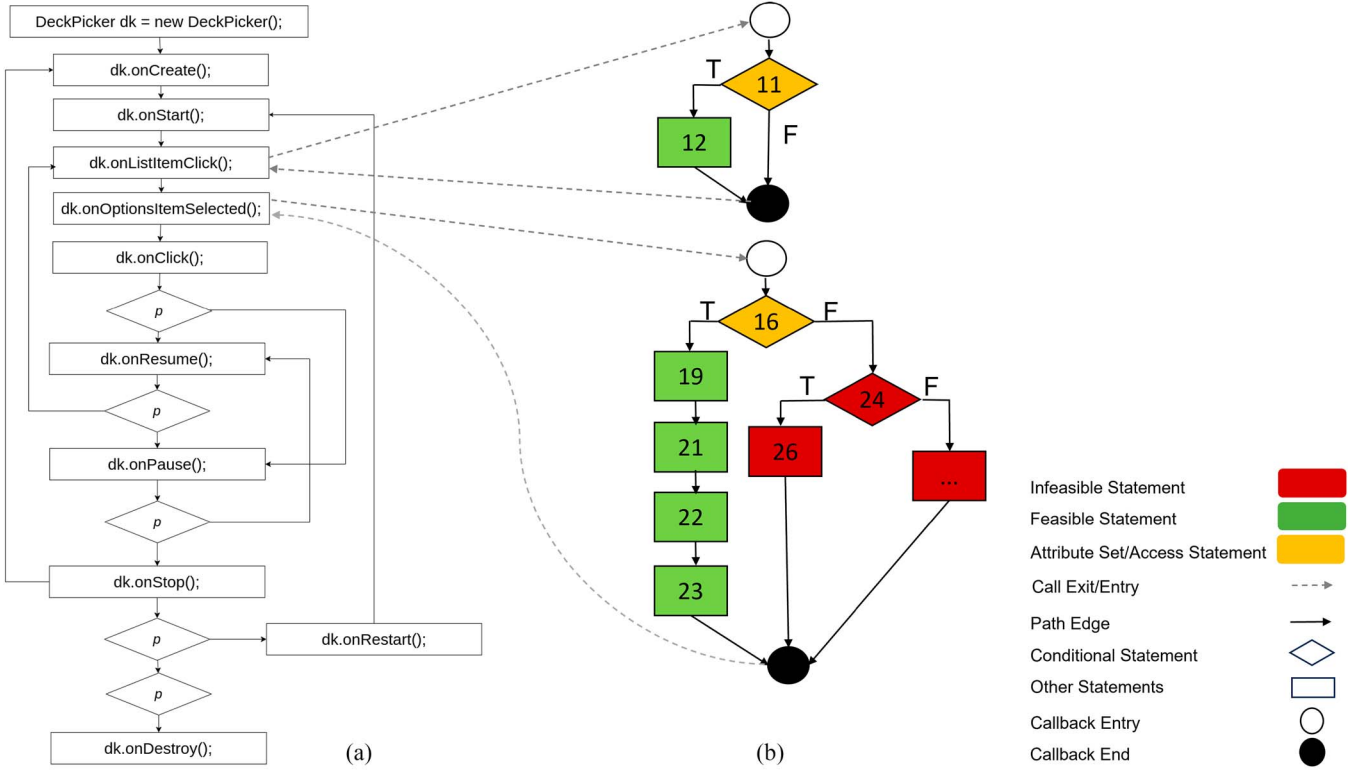 DeckPicker dk = new DeckPicker();
dk.onCreate();
dk.onStart();
dk.onListItemClick();
dk.onOptionsItemSelected();
dk.onClick();
p
dk.onResume();
p
dk.onPause();
p
dk.onStop();
p
dk.onRestart();
p
dk.onDestroy();
(a)
T
11
F
12
T
16
F
19
T
24
F
21
26
...
22
23
(b)
Infeasible Statement
Feasible Statement
Attribute Set/Access Statement
Call Exit/Entry
Path Edge
Conditional Statement
Other Statements
Callback Entry
Callback End